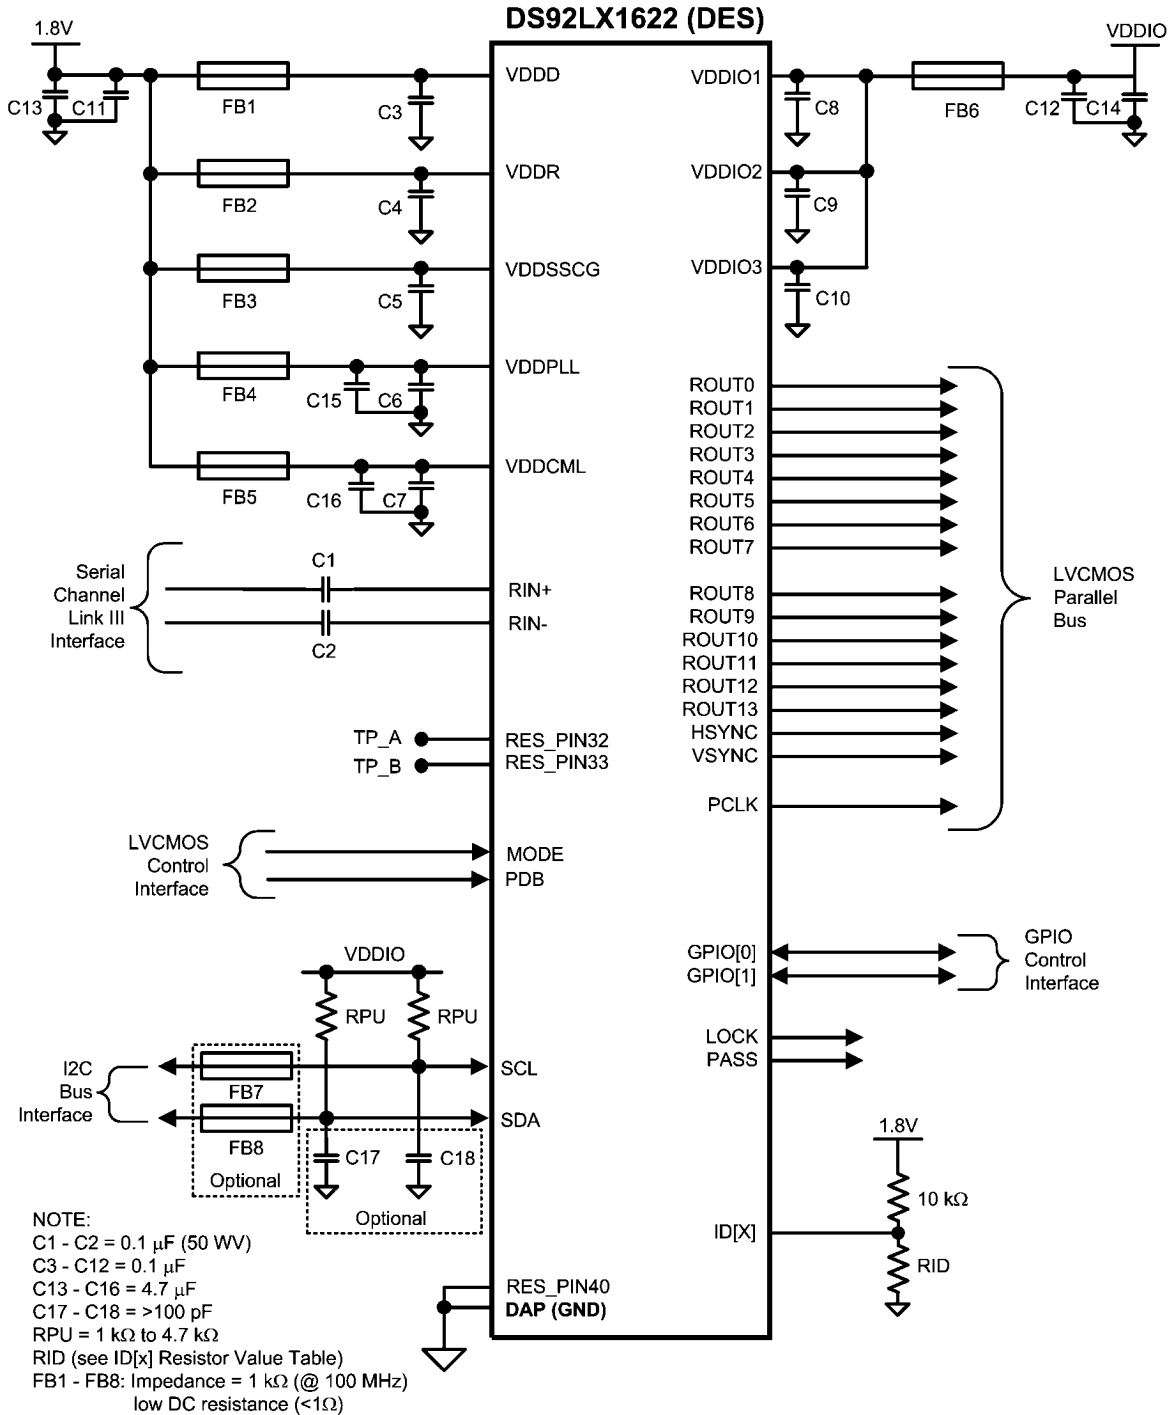 DS92LX1622 (DES)
1.8V
C13
C11
FB1
C3
VDDD
FB2
C4
VDDR
FB3
C5
VDDSSCG
FB4
C15
C6
VDDPLL
FB5
C16
C7
VDDCML
VDDIO
VDDIO1
C8
FB6
C12
C14
VDDIO2
C9
VDDIO3
C10
Serial
Channel
Link III
Interface
C1
C2
RIN+
RIN-
TP_A
TP_B
RES_PIN32
RES_PIN33
LVCMOS
Control
Interface
MODE
PDB
VDDIO
RPU
RPU
I2C
Bus
Interface
FB7
FB8
Optional
SCL
SDA
C17
C18
Optional
ROUT0
ROUT1
ROUT2
ROUT3
ROUT4
ROUT5
ROUT6
ROUT7
ROUT8
ROUT9
ROUT10
ROUT11
ROUT12
ROUT13
HSYNC
VSYNC
PCLK
LVCMOS
Parallel
Bus
GPIO[0]
GPIO[1]
GPIO
Control
Interface
LOCK
PASS
1.8V
10 kΩ
ID[X]
RID
RES_PIN40
DAP (GND)
NOTE:
C1 - C2 = 0.1 μF (50 WV)
C3 - C12 = 0.1 μF
C13 - C16 = 4.7 μF
C17 - C18 = >100 pF
RPU = 1 kΩ to 4.7 kΩ
RID (see ID[x] Resistor Value Table)
FB1 - FB8: Impedance = 1 kΩ (@ 100 MHz)
low DC resistance (<1Ω)